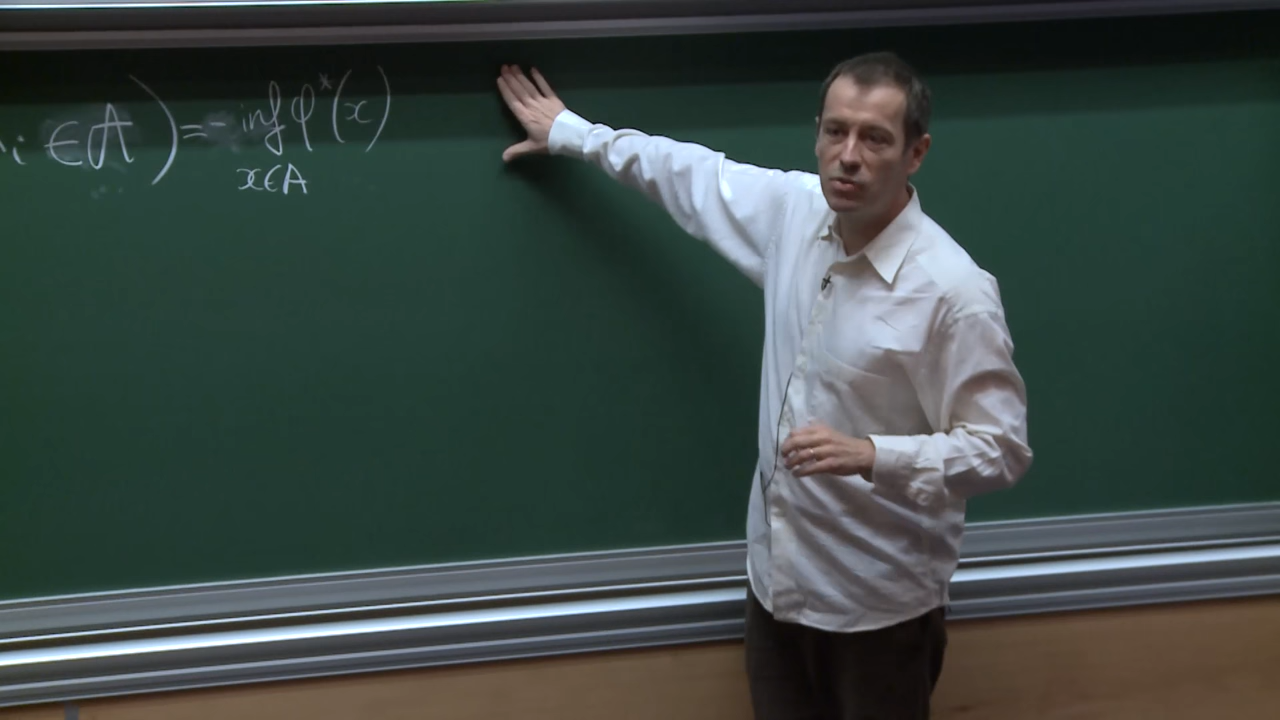 i ∈ A) = - inf φ*(x)
x∈A